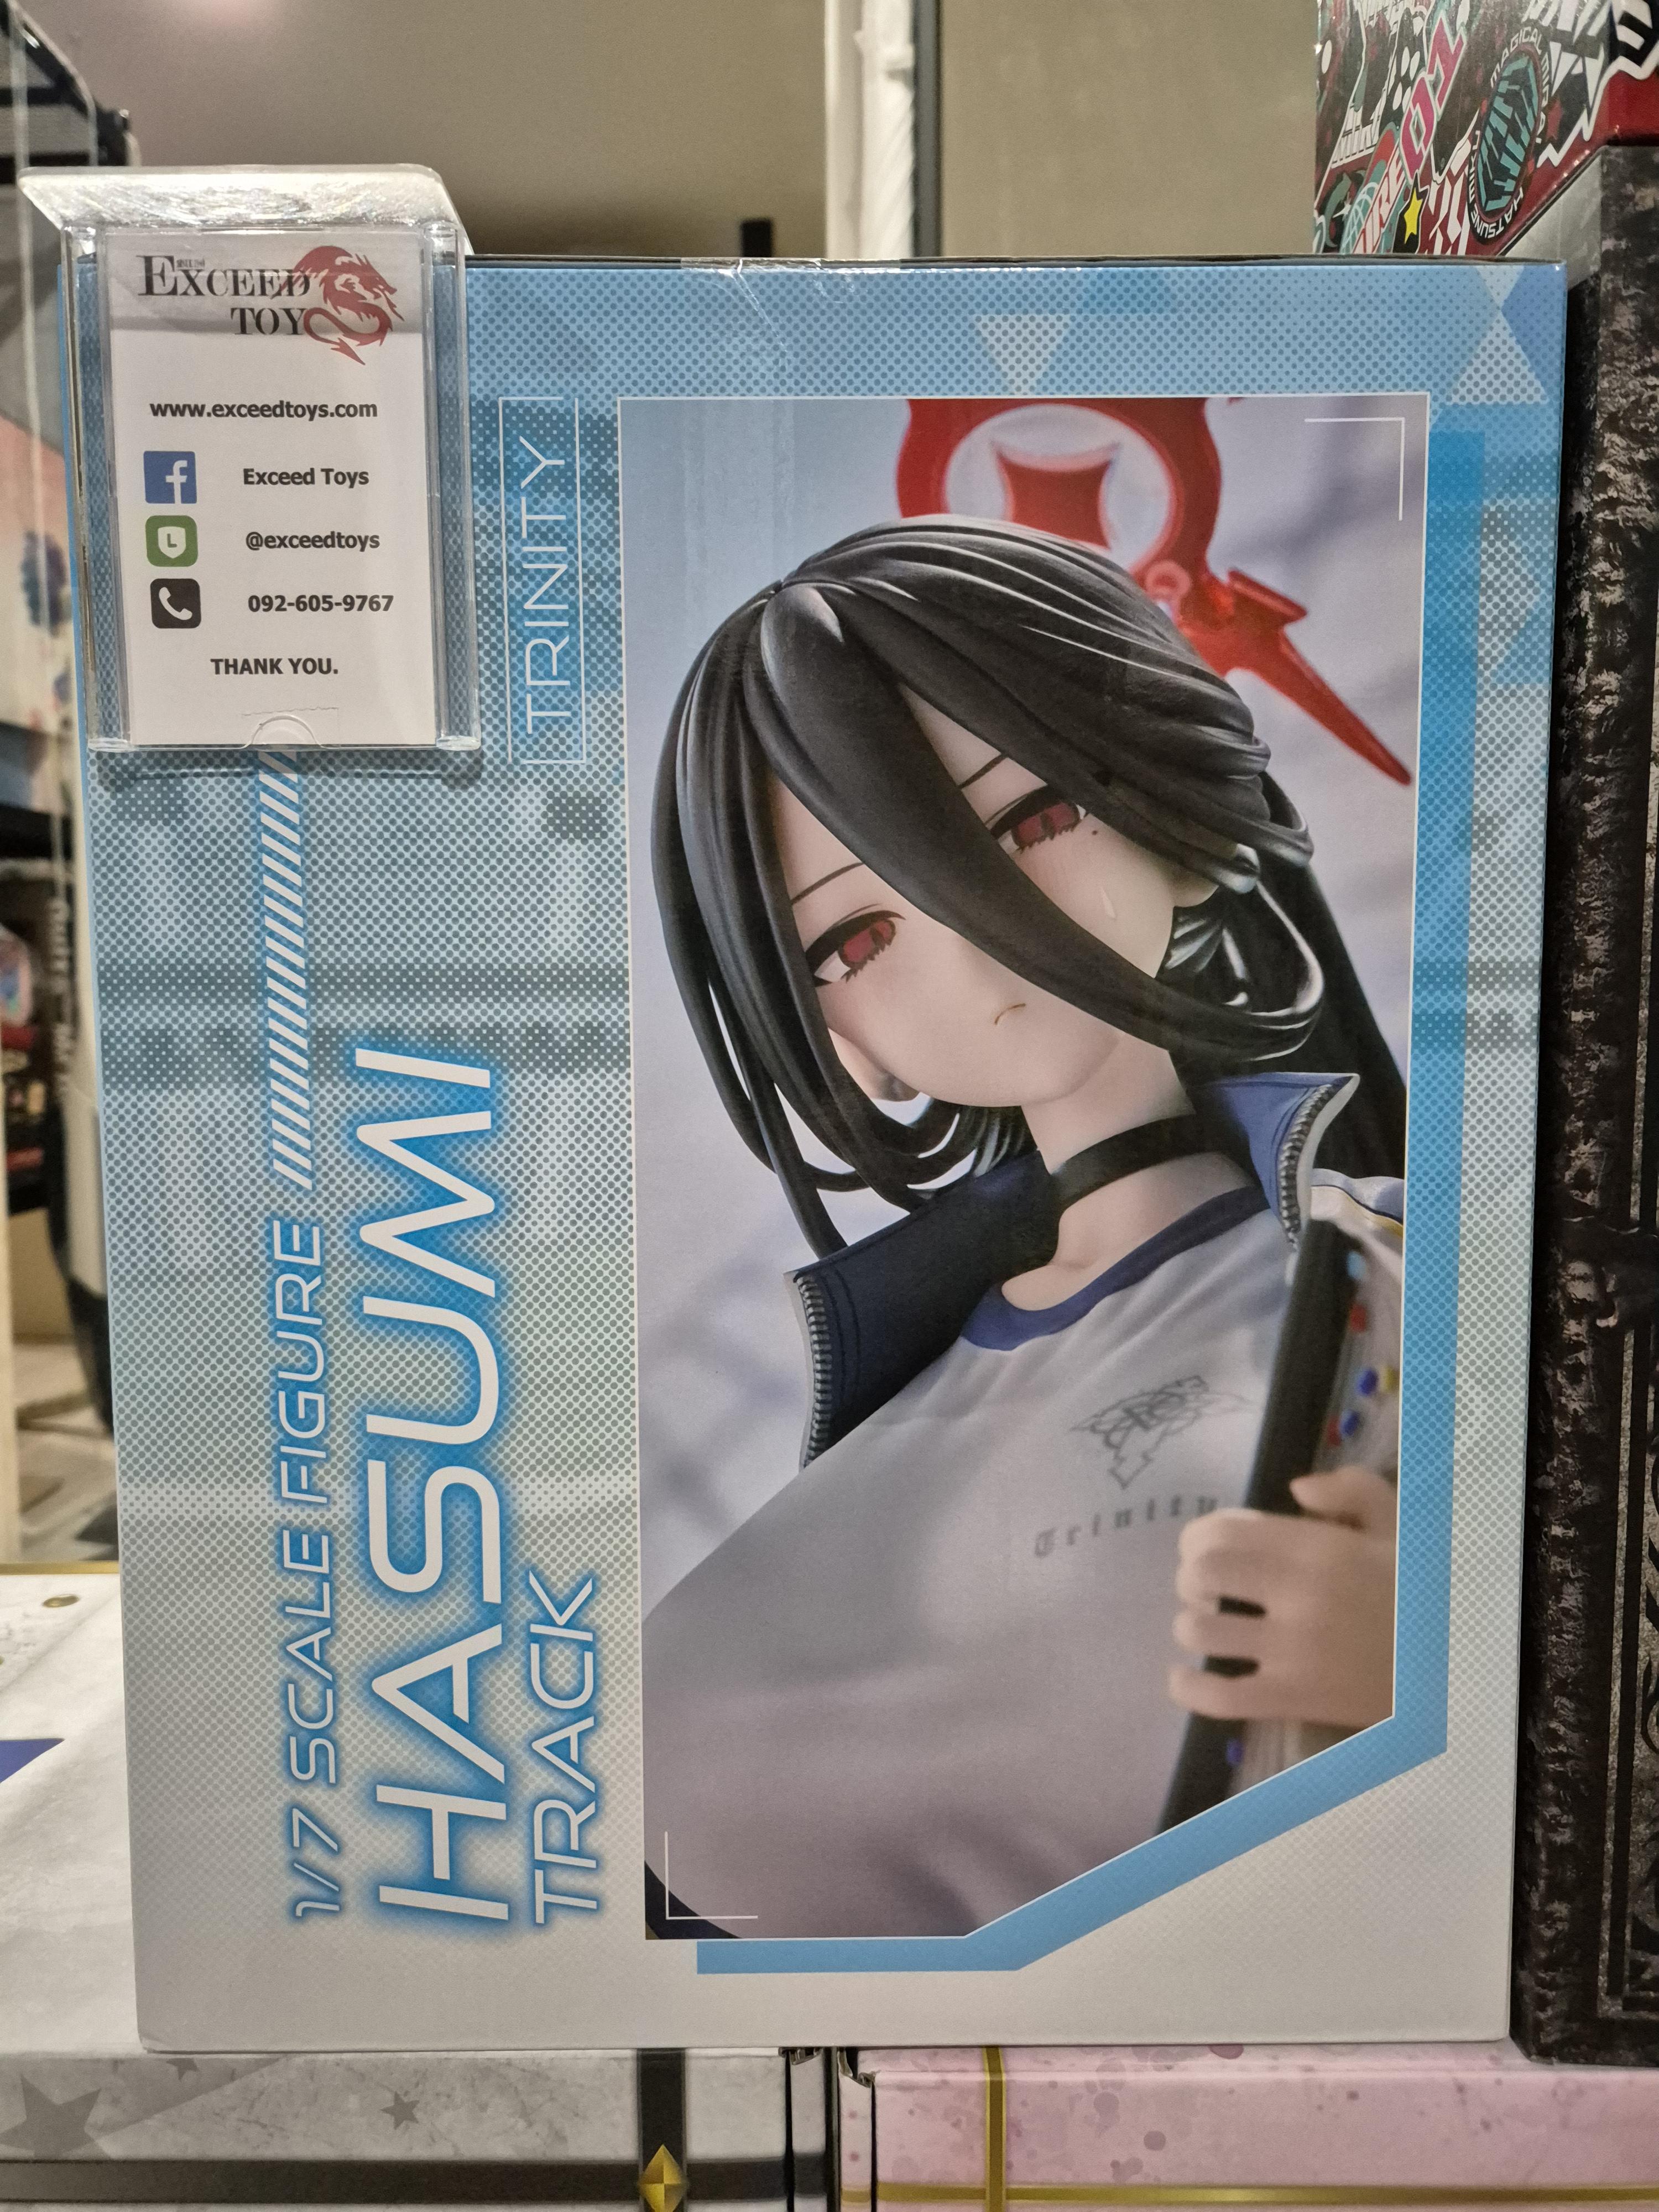 EXCEED
TOY
www.exceedtoys.com
Exceed Toys
@exceedtoys
092-605-9767
THANK YOU.
TRINITY
1/7 SCALE FIGURE
HASUMI
TRACK
Trinity